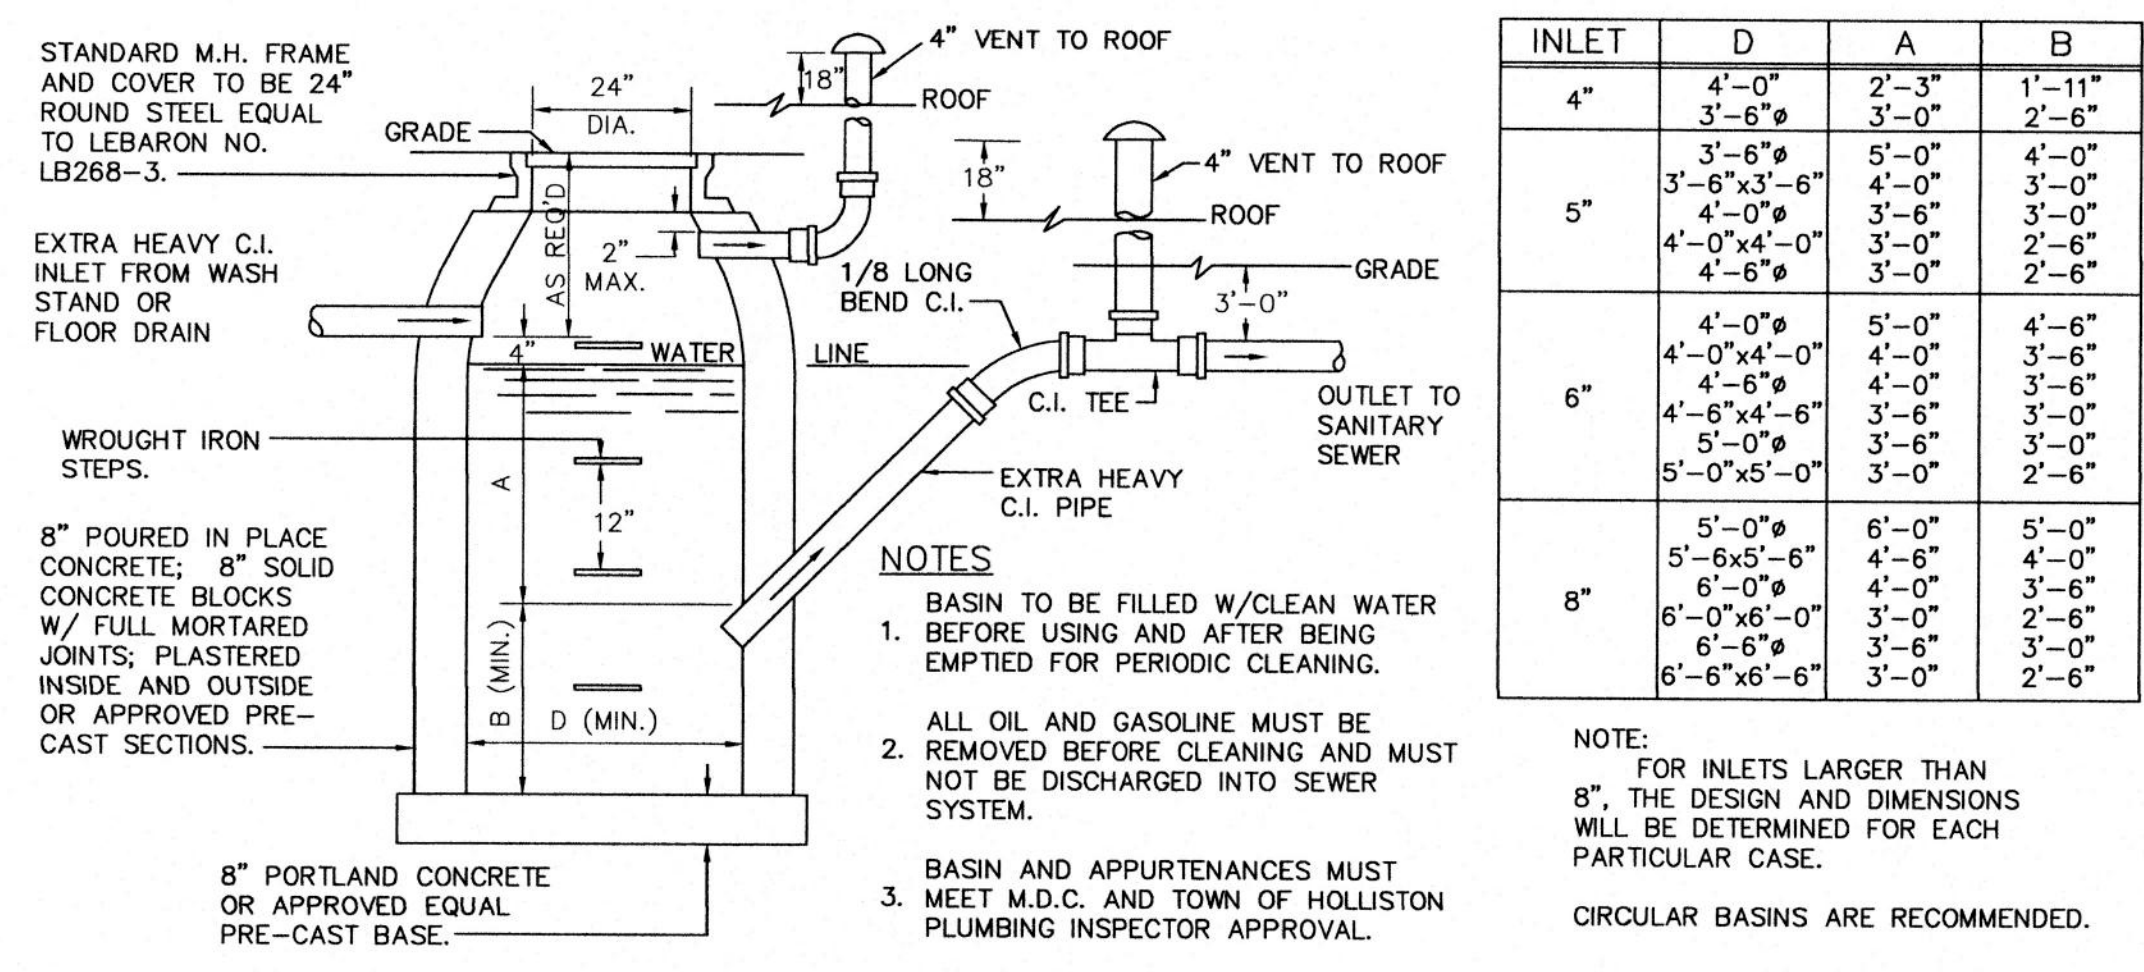 STANDARD M.H. FRAME
AND COVER TO BE 24"
ROUND STEEL EQUAL
TO LEBARON NO.
LB268-3.
GRADE
24"
DIA.
18"
4" VENT TO ROOF
ROOF
18"
4" VENT TO ROOF
ROOF
EXTRA HEAVY C.I.
INLET FROM WASH
STAND OR
FLOOR DRAIN
AS REQ'D
2"
MAX.
1/8 LONG
BEND C.I.
GRADE
3'-0"
4"
WATER LINE
C.I. TEE
OUTLET TO
SANITARY
SEWER
WROUGHT IRON
STEPS.
A
12"
EXTRA HEAVY
C.I. PIPE
8" POURED IN PLACE
CONCRETE; 8" SOLID
CONCRETE BLOCKS
W/ FULL MORTARED
JOINTS; PLASTERED
INSIDE AND OUTSIDE
OR APPROVED PRE-
CAST SECTIONS.
B (MIN.)
D (MIN.)
8" PORTLAND CONCRETE
OR APPROVED EQUAL
PRE-CAST BASE.
NOTES
BASIN TO BE FILLED W/CLEAN WATER
1. BEFORE USING AND AFTER BEING
EMPTIED FOR PERIODIC CLEANING.
ALL OIL AND GASOLINE MUST BE
2. REMOVED BEFORE CLEANING AND MUST
NOT BE DISCHARGED INTO SEWER
SYSTEM.
BASIN AND APPURTENANCES MUST
3. MEET M.D.C. AND TOWN OF HOLLISTON
PLUMBING INSPECTOR APPROVAL.
INLET D A B
4" 4'-0" 2'-3" 1'-11"
3'-6"ø 3'-0" 2'-6"
5" 3'-6"ø 5'-0" 4'-0"
3'-6"x3'-6" 4'-0" 3'-0"
4'-0"ø 3'-6" 3'-0"
4'-0"x4'-0" 3'-0" 2'-6"
4'-6"ø 3'-0" 2'-6"
6" 4'-0"ø 5'-0" 4'-6"
4'-0"x4'-0" 4'-0" 3'-6"
4'-6"ø 4'-0" 3'-6"
4'-6"x4'-6" 3'-6" 3'-0"
5'-0"ø 3'-6" 3'-0"
5'-0"x5'-0" 3'-0" 2'-6"
8" 5'-0"ø 6'-0" 5'-0"
5'-6x5'-6" 4'-6" 4'-0"
6'-0"ø 4'-0" 3'-6"
6'-0"x6'-0" 3'-0" 2'-6"
6'-6"ø 3'-6" 3'-0"
6'-6"x6'-6" 3'-0" 2'-6"
NOTE:
FOR INLETS LARGER THAN
8", THE DESIGN AND DIMENSIONS
WILL BE DETERMINED FOR EACH
PARTICULAR CASE.
CIRCULAR BASINS ARE RECOMMENDED.